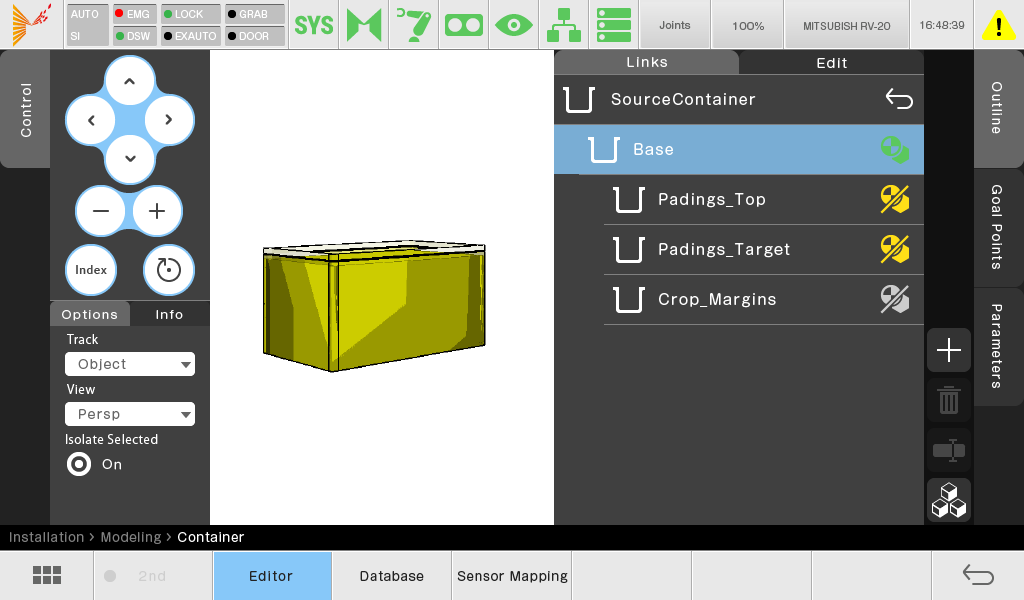 AUTO EMG LOCK GRAB
SI DSW EXAUTO DOOR
SYS
Joints
100%
MITSUBISH RV-20
16:48:39
Control
Index
Options Info
Track
Object
View
Persp
Isolate Selected
On
Links Edit
SourceContainer
Base
Padings_Top
Padings_Target
Crop_Margins
Outline
Goal Points
Parameters
Installation > Modeling > Container
2nd Editor Database Sensor Mapping